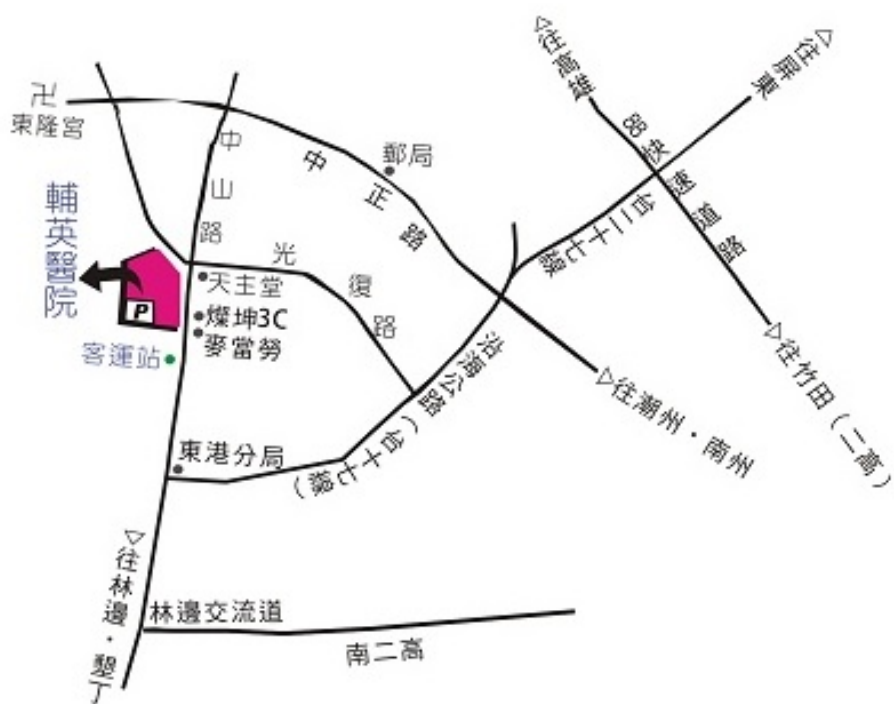 卍
東隆宮
中山路
郵局
中正路
▽往高雄
▽往屏東
88快速道路
台二十七線
輔英醫院
P
光復路
天主堂
燦坤3C
麥當勞
客運站
沿海公路(台十七線)
▽往潮州・南州
▽往竹田(二高)
東港分局
▽往林邊・墾丁
林邊交流道
南二高